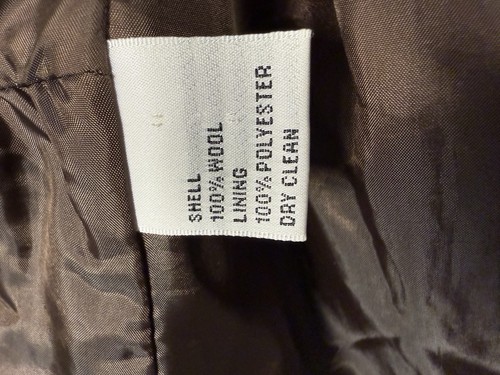 SHELL
100% WOOL
LINING
100% POLYESTER
DRY CLEAN